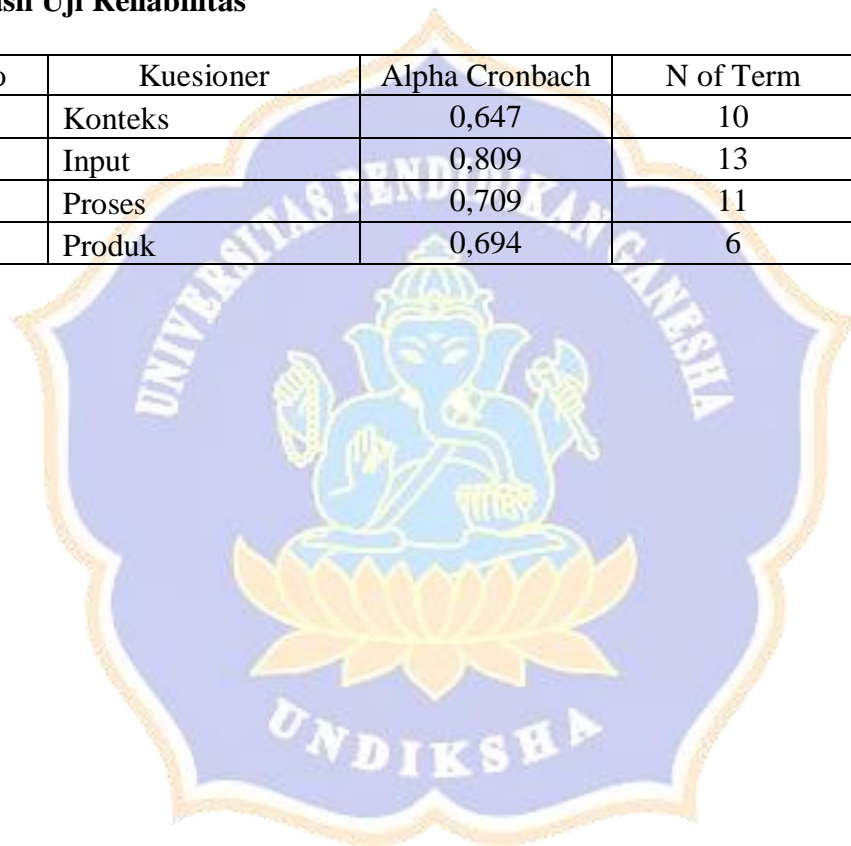 Uji Reliabilitas
Kuesioner Alpha Cronbach N of Term
Konteks 0,647 10
Input 0,809 13
Proses 0,709 11
Produk 0,694 6
UNIVERSITAS PENDIDIKAN GANESHA
UNDIKSHA